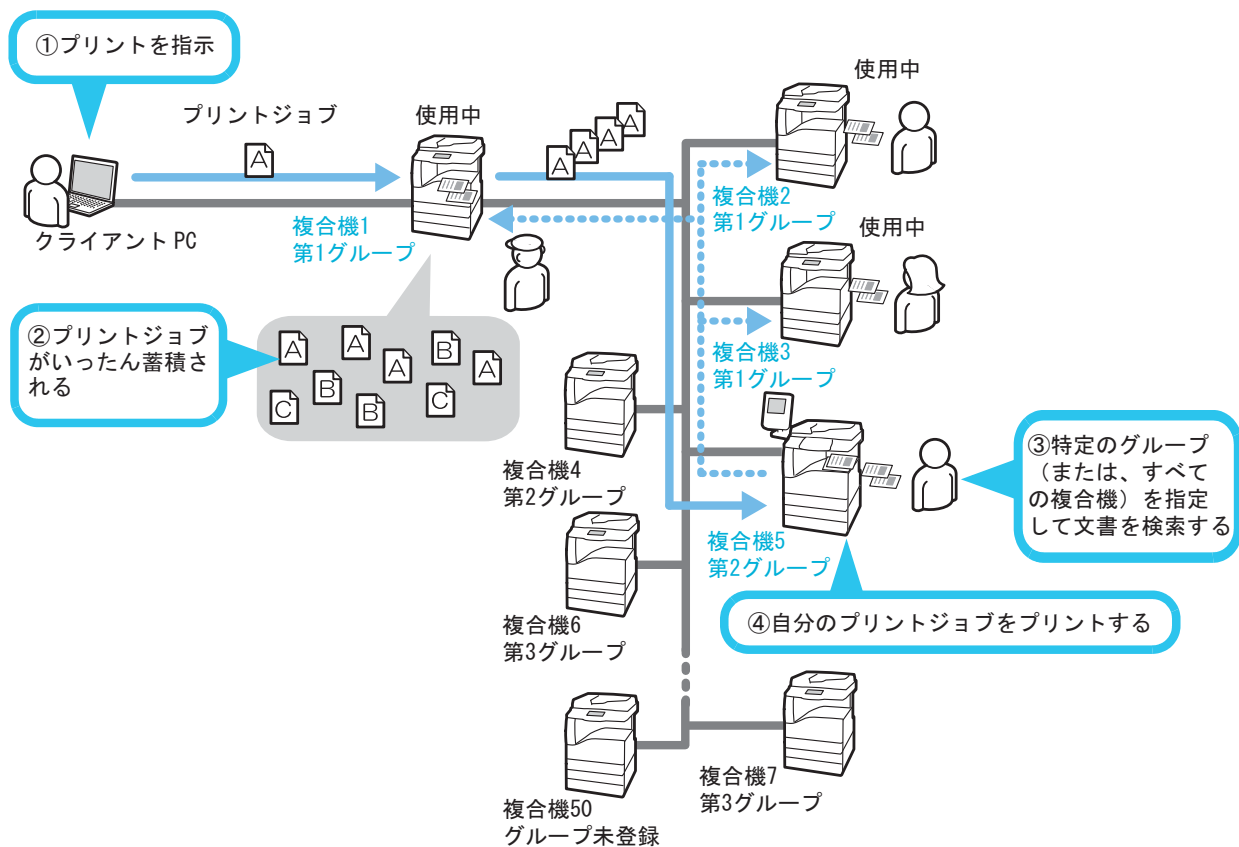 ①プリントを指示
プリントジョブ
使用中
使用中
A
A
A
A
A
クライアント PC
複合機1
第1グループ
複合機2
第1グループ
使用中
②プリントジョブ
がいったん蓄積さ
れる
A
A
B
A
A
B
C
B
C
複合機3
第1グループ
複合機4
第2グループ
③特定のグループ
（または、すべて
の複合機）を指定
して文書を検索する
複合機5
第2グループ
④自分のプリントジョブをプリントする
複合機6
第3グループ
複合機7
第3グループ
複合機50
グループ未登録